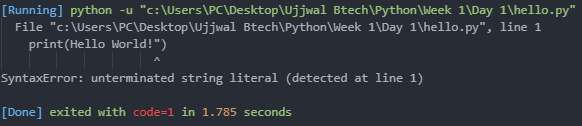 [Running] python -u "c:\Users\PC\Desktop\Ujjwal Btech\Python\Week 1\Day 1\hello.py"
File "c:\Users\PC\Desktop\Ujjwal Btech\Python\Week 1\Day 1\hello.py", line 1
print(Hello World!")
^
SyntaxError: unterminated string literal (detected at line 1)
[Done] exited with code=1 in 1.785 seconds